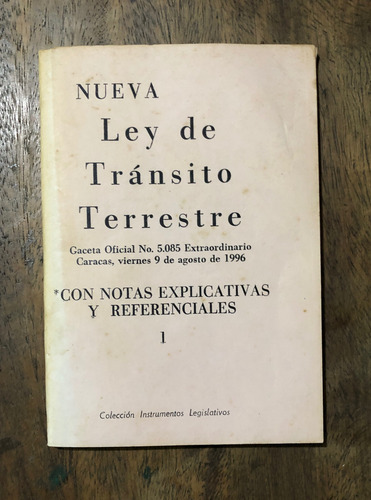 NUEVA
Ley de
Tránsito
Terrestre
Gaceta Oficial No. 5.085 Extraordinario
Caracas, viernes 9 de agosto de 1996
*CON NOTAS EXPLICATIVAS
Y REFERENCIALES
1
Colección Instrumentos Legislativos